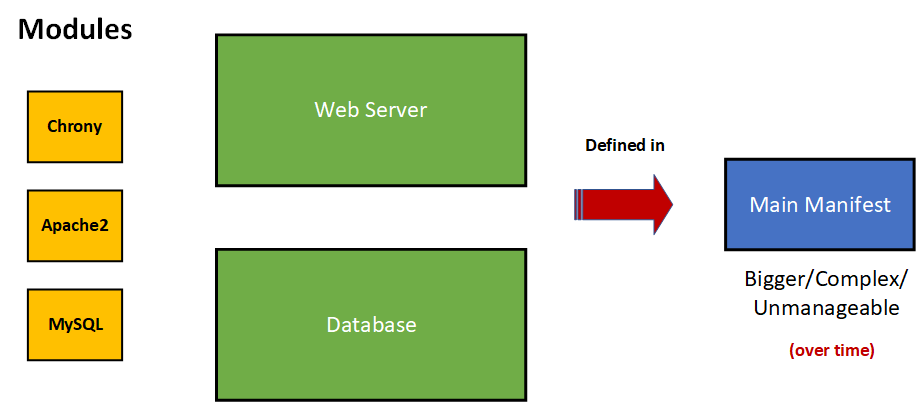 Modules
Chrony
Apache2
MySQL
Web Server
Database
Defined in
Main Manifest
Bigger/Complex/
Unmanageable
(over time)